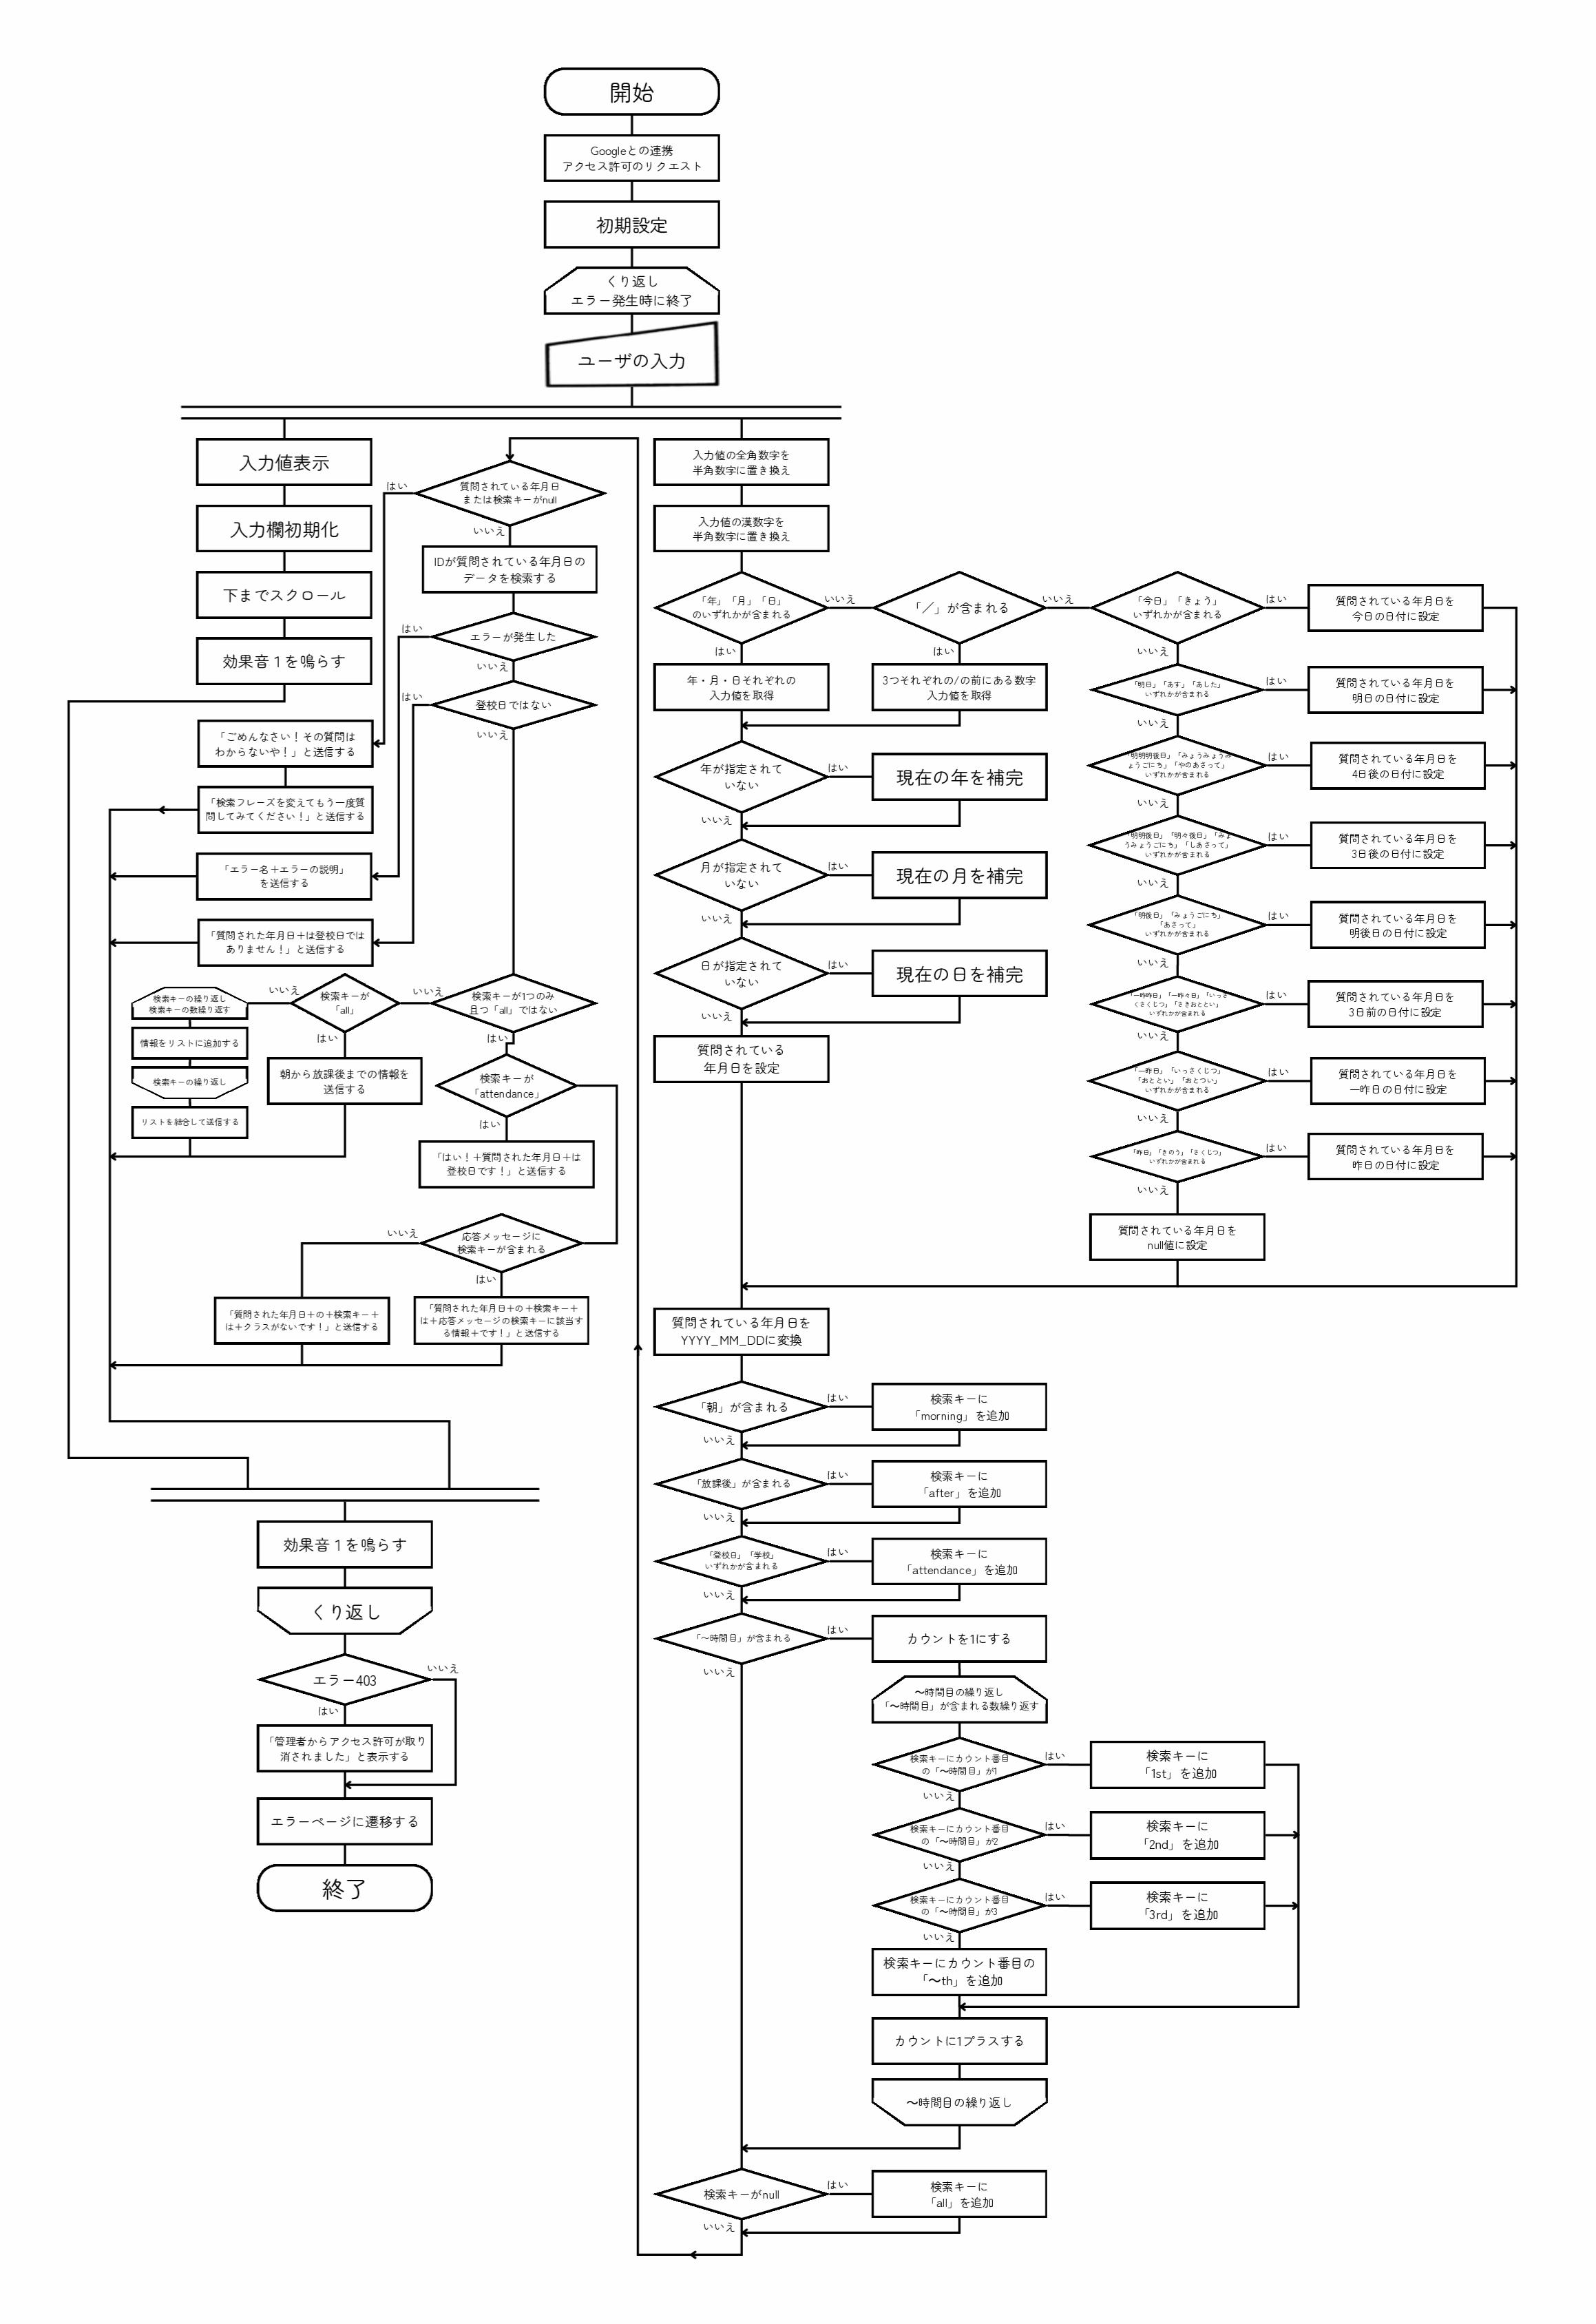 開始
Googleとの連携
アクセス許可のリクエスト
初期設定
くり返し
エラー発生時に終了
ユーザの入力
入力値表示
入力欄初期化
下までスクロール
効果音１を鳴らす
質問されている年月日
または検索キーがnull
はい
いいえ
IDが質問されている年月日の
データを検索する
エラーが発生した
はい
いいえ
登校日ではない
はい
いいえ
「ごめんなさい！その質問は
わからないや！」と送信する
「検索フレーズを変えてもう一度質
問してみてください！」と送信する
「エラー名＋エラーの説明」
を送信する
「質問された年月日＋は登校日では
ありません！」と送信する
検索キーが1つのみ
且つ「all」ではない
いいえ
はい
検索キーが
「all」
いいえ
はい
検索キーの繰り返し
検索キーの数繰り返す
情報をリストに追加する
検索キーの繰り返し
リストを結合して送信する
朝から放課後までの情報を
送信する
検索キーが
「attendance」
はい
「はい！＋質問された年月日＋は
登校日です！」と送信する
応答メッセージに
検索キーが含まれる
いいえ
はい
「質問された年月日＋の＋検索キー＋
は＋クラスがないです！」と送信する
「質問された年月日＋の＋検索キー＋
は＋応答メッセージの検索キーに該当す
る情報＋です！」と送信する
効果音１を鳴らす
くり返し
エラー403
いいえ
はい
「管理者からアクセス許可が取り
消されました」と表示する
エラーページに遷移する
終了
入力値の全角数字を
半角数字に置き換え
入力値の漢数字を
半角数字に置き換え
「年」「月」「日」
のいずれかが含まれる
いいえ
はい
「／」が含まれる
いいえ
はい
年・月・日それぞれの
入力値を取得
3つそれぞれの/の前にある数字
入力値を取得
年が指定されて
いない
はい
いいえ
現在の年を補完
月が指定されて
いない
はい
いいえ
現在の月を補完
日が指定されて
いない
はい
いいえ
現在の日を補完
質問されている
年月日を設定
「今日」「きょう」
いずれかが含まれる
はい
いいえ
質問されている年月日を
今日の日付に設定
「明日」「あす」「あした」
いずれかが含まれる
はい
いいえ
質問されている年月日を
明日の日付に設定
「明明明後日」「みょうみょうみ
ょうごにち」「やのあさって」
いずれかが含まれる
はい
いいえ
質問されている年月日を
4日後の日付に設定
「明明後日」「明々後日」「みょ
うみょうごにち」「しあさって」
いずれかが含まれる
はい
いいえ
質問されている年月日を
3日後の日付に設定
「明後日」「みょうごにち」
「あさって」
いずれかが含まれる
はい
いいえ
質問されている年月日を
明後日の日付に設定
「一昨昨日」「一昨々日」「いっさ
くさくじつ」「さきおととい」
いずれかが含まれる
はい
いいえ
質問されている年月日を
3日前の日付に設定
「一昨日」「いっさくじつ」
「おととい」「おとつい」
いずれかが含まれる
はい
いいえ
質問されている年月日を
一昨日の日付に設定
「昨日」「きのう」「さくじつ」
いずれかが含まれる
はい
いいえ
質問されている年月日を
昨日の日付に設定
質問されている年月日を
null値に設定
質問されている年月日を
YYYY_MM_DDに変換
「朝」が含まれる
はい
いいえ
検索キーに
「morning」を追加
「放課後」が含まれる
はい
いいえ
検索キーに
「after」を追加
「登校日」「学校」
いずれかが含まれる
はい
いいえ
検索キーに
「attendance」を追加
「～時間目」が含まれる
はい
いいえ
カウントを1にする
～時間目の繰り返し
「～時間目」が含まれる数繰り返す
検索キーにカウント番目
の「～時間目」が1
はい
いいえ
検索キーに
「1st」を追加
検索キーにカウント番目
の「～時間目」が2
はい
いいえ
検索キーに
「2nd」を追加
検索キーにカウント番目
の「～時間目」が3
はい
いいえ
検索キーに
「3rd」を追加
検索キーにカウント番目の
「～th」を追加
カウントに1プラスする
～時間目の繰り返し
検索キーがnull
はい
いいえ
検索キーに
「all」を追加